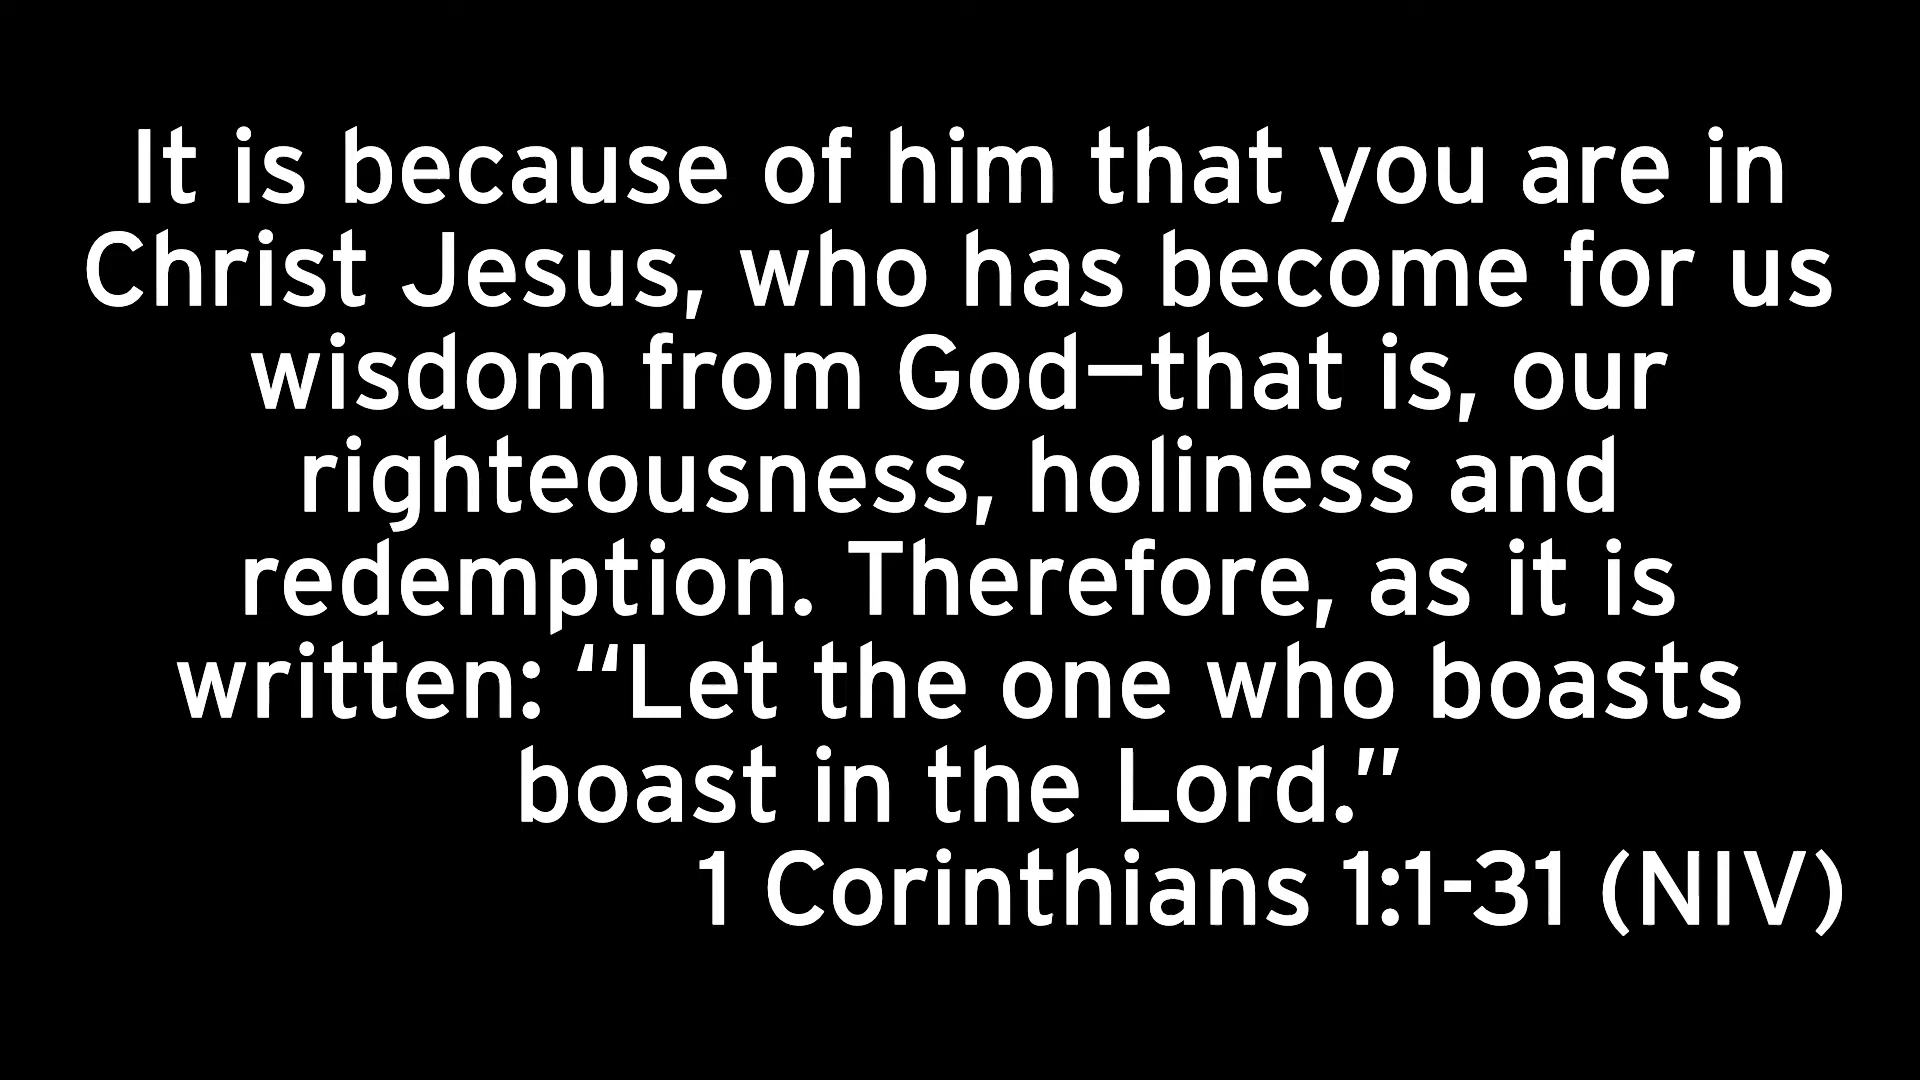 It is because of him that you are in
Christ Jesus, who has become for us
wisdom from God—that is, our
righteousness, holiness and
redemption. Therefore, as it is
written: “Let the one who boasts
boast in the Lord.”
1 Corinthians 1:1-31 (NIV)